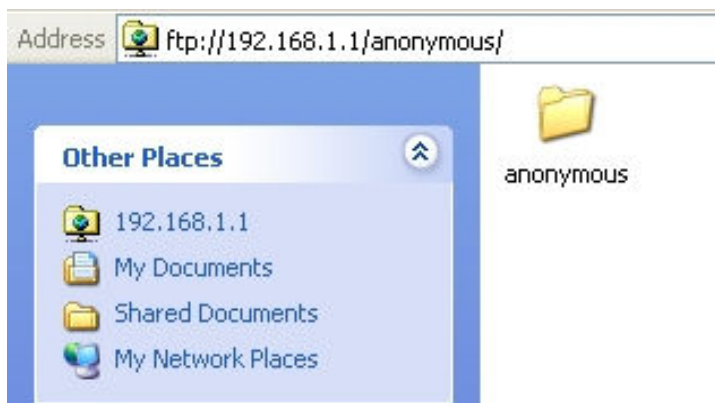 Address ftp://192.168.1.1/anonymous/
Other Places
anonymous
192.168.1.1
My Documents
Shared Documents
My Network Places